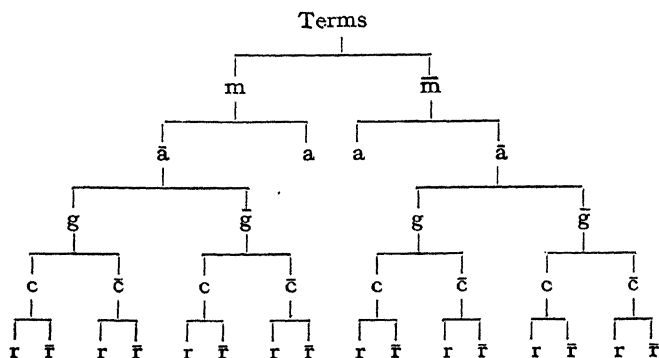 Terms
m m̄
ā a a ā
g ḡ g ḡ
c c̄ c c̄ c c̄ c c̄
r r̄ r r̄ r r̄ r r̄ r r̄ r r̄ r r̄ r r̄